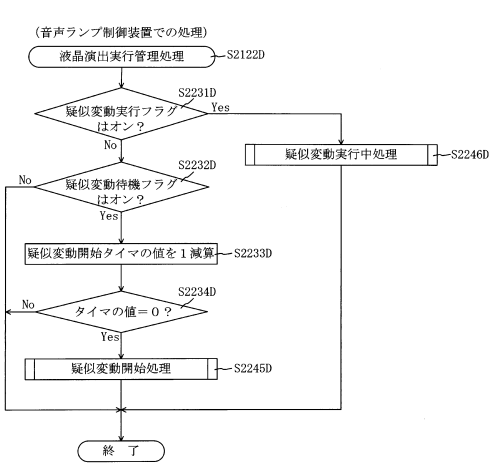 (音声ランプ制御装置での処理)
液晶演出実行管理処理
S2122D
S2231D
疑似変動実行フラグ
はオン?
Yes
No
疑似変動実行中処理
S2246D
S2232D
No
疑似変動待機フラグ
はオン?
Yes
疑似変動開始タイマの値を1減算
S2233D
S2234D
No
タイマの値=0?
Yes
疑似変動開始処理
S2245D
終 了